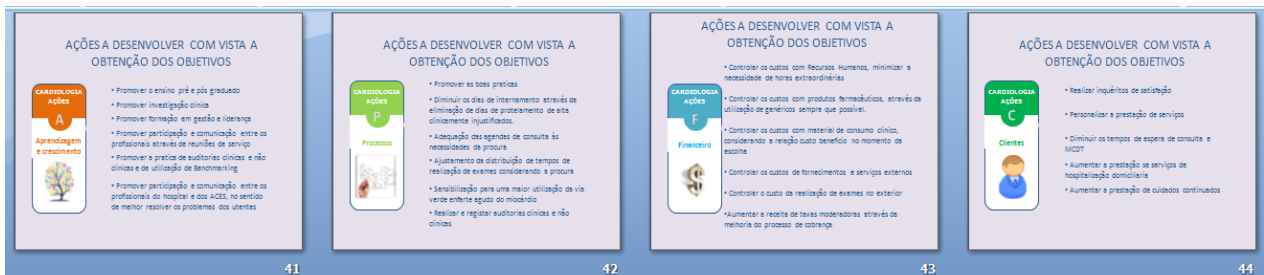 AÇÕES A DESENVOLVER COM VISTA A
OBTENÇÃO DOS OBJETIVOS
CARDIOLOGIA
AÇÕES
A
Aprendizagem
e crescimento
• Promover o ensino pré e pós graduado
• Promover investigação clínica
• Promover formação em gestão e liderança
• Promover participação e comunicação entre os
profissionais através de reuniões de serviço
• Promover a pratica de auditorias clínicas e não
clínicas e de utilização de Benchmarking
• Promover participação e comunicação entre os
profissionais do hospital e dos ACES, no sentido
de melhor resolver os problemas dos utentes
41
AÇÕES A DESENVOLVER COM VISTA A
OBTENÇÃO DOS OBJETIVOS
CARDIOLOGIA
AÇÕES
P
Processos
• Promover as boas praticas
• Diminuir os dias de internamento através da
eliminação de dias de protelamento de alta
clinicamente injustificados.
• Adequação das agendas de consulta às
necessidades da procura
• Ajustamento da distribuição de tempos de
realização de exames considerando a procura
• Sensibilização para uma maior utilização da via
verde enfarte agudo do miocárdio
• Realizar e registar auditorias clínicas e não
clínicas
42
AÇÕES A DESENVOLVER COM VISTA A
OBTENÇÃO DOS OBJETIVOS
CARDIOLOGIA
AÇÕES
F
Financeiro
• Controlar os custos com Recursos Humanos, minimizar a
necessidade de horas extraordinárias
• Controlar os custos com produtos farmacêuticos, através da
utilização de genéricos sempre que possível.
• Controlar os custos com material de consumo clínico,
considerando a relação custo benefício no momento da
escolha
• Controlar os custos de fornecimentos e serviços externos
• Controlar o custo da realização de exames no exterior
•Aumentar a receita de taxas moderadoras através da
melhoria do processo de cobrança
43
AÇÕES A DESENVOLVER COM VISTA A
OBTENÇÃO DOS OBJETIVOS
CARDIOLOGIA
AÇÕES
C
Clientes
• Realizar inquéritos de satisfação
• Personalizar a prestação de serviços
• Diminuir os tempos de espera de consulta e
MCDT
• Aumentar a prestação se serviços de
hospitalização domiciliaria
• Aumentar a prestação de cuidados continuados
44